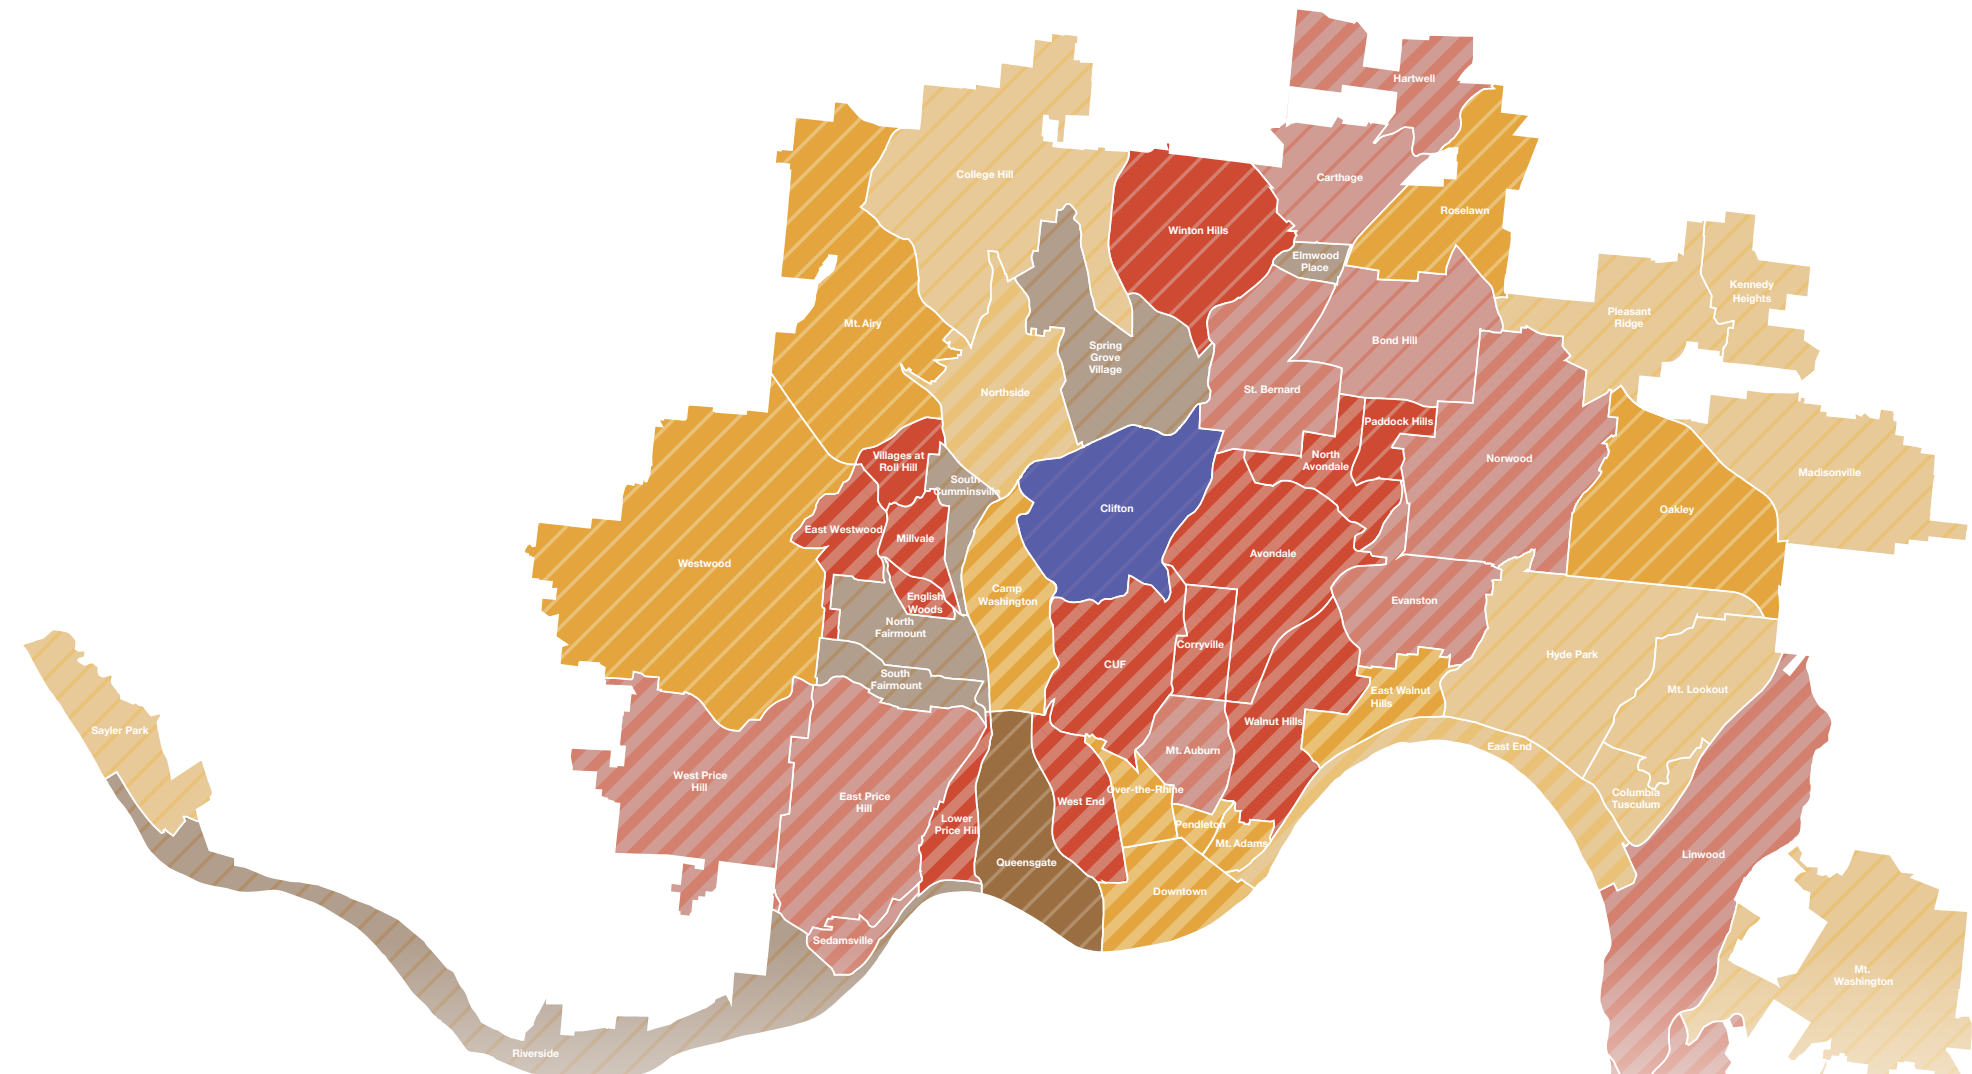 Hartwell
College Hill
Carthage
Roselawn
Winton Hills
Elmwood
Place
Kennedy
Heights
Pleasant
Ridge
Mt. Airy
Bond Hill
Spring
Grove
Village
Northside
St. Bernard
Paddock Hills
Villages at
Roll Hill
North
Avondale
Norwood
Madisonville
South
Cumminsville
Clifton
Oakley
East Westwood
Millvale
Avondale
Westwood
Camp
Washington
English
Woods
Evanston
North
Fairmount
Corryville
Hyde Park
CUF
South
Fairmount
East Walnut
Hills
Mt. Lookout
Sayler Park
Walnut Hills
Mt. Auburn
East End
West Price
Hill
Over-the-Rhine
East Price
Hill
West End
Columbia
Tusculum
Lower
Price Hill
Pendleton
Mt. Adams
Linwood
Queensgate
Downtown
Sedamsville
Mt.
Washington
Riverside